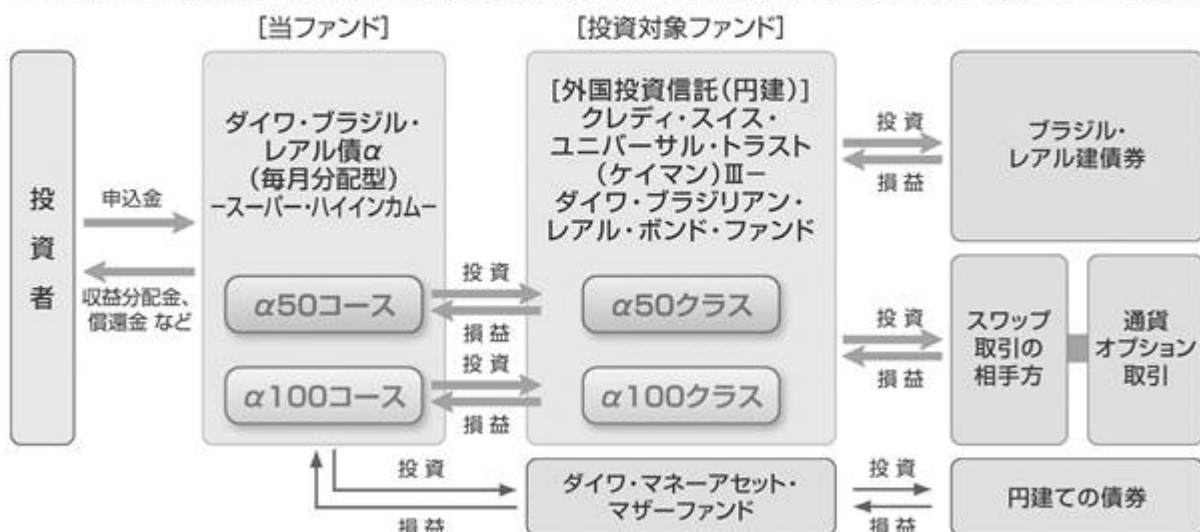 [当ファンド]
[投資対象ファンド]
投
資
者
申込金
収益分配金、
償還金 など
ダイワ・ブラジル・
レアル債α
(毎月分配型)
−スーパー・ハイインカム−
α50コース
α100コース
投資
損益
投資
損益
[外国投資信託(円建)]
クレディ・スイス・
ユニバーサル・トラスト
(ケイマン)Ⅲ−
ダイワ・ブラジリアン・
レアル・ボンド・ファンド
α50クラス
α100クラス
投資
損益
ブラジル・
レアル建債券
投資
損益
スワップ
取引の
相手方
通貨
オプション
取引
投資
損益
ダイワ・マネーアセット・
マザーファンド
投資
損益
円建ての債券